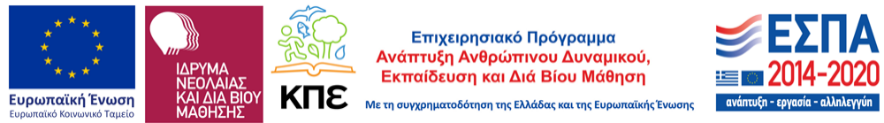 Ευρωπαϊκή Ένωση
Ευρωπαϊκό Κοινωνικό Ταμείο
ΙΔΡΥΜΑ
ΝΕΟΛΑΙΑΣ
ΚΑΙ ΔΙΑ ΒΙΟΥ
ΜΑΘΗΣΗΣ
ΚΠΕ
Επιχειρησιακό Πρόγραμμα
Ανάπτυξη Ανθρώπινου Δυναμικού,
Εκπαίδευση και Διά Βίου Μάθηση
Με τη συγχρηματοδότηση της Ελλάδας και της Ευρωπαϊκής Ένωσης
ΕΣΠΑ
2014-2020
ανάπτυξη - εργασία - αλληλεγγύη